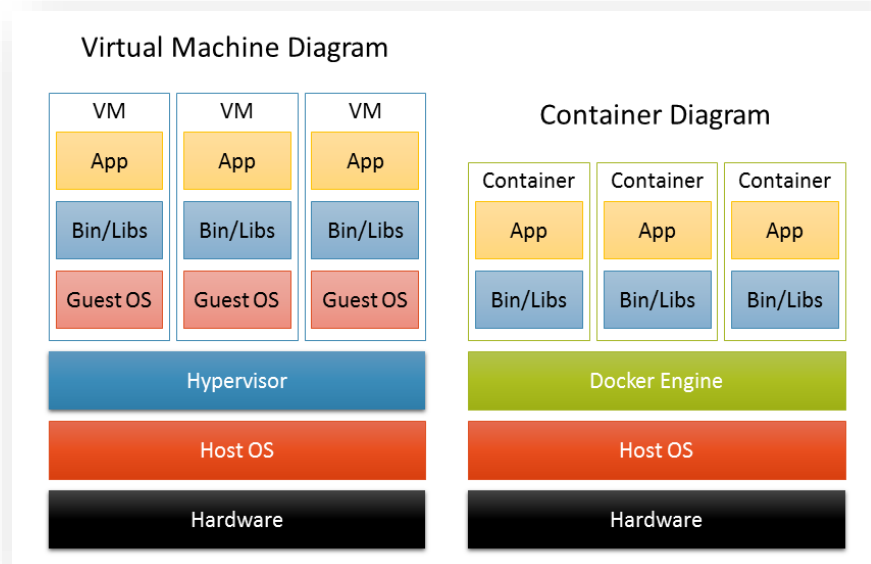 Virtual Machine Diagram
VM VM VM
App App App
Bin/Libs Bin/Libs Bin/Libs
Guest OS Guest OS Guest OS
Hypervisor
Host OS
Hardware
Container Diagram
Container Container Container
App App App
Bin/Libs Bin/Libs Bin/Libs
Docker Engine
Host OS
Hardware